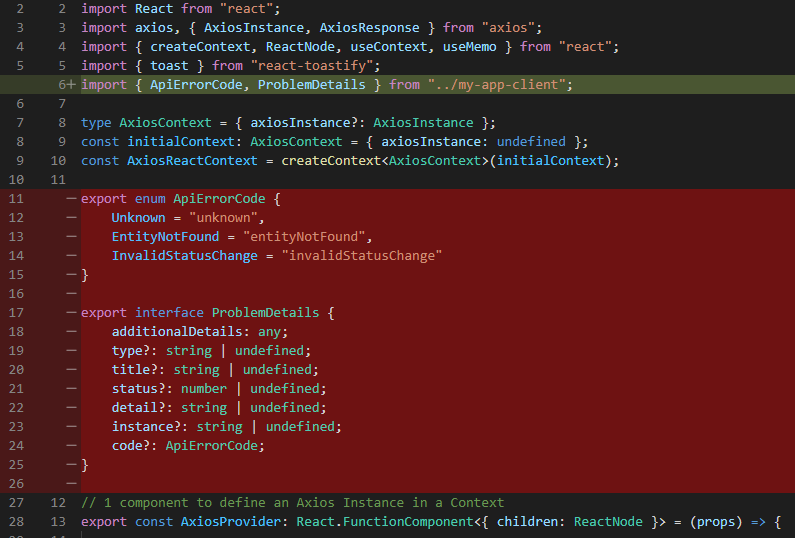 2 2 import React from "react";
3 3 import axios, { AxiosInstance, AxiosResponse } from "axios";
4 4 import { createContext, ReactNode, useContext, useMemo } from "react";
5 5 import { toast } from "react-toastify";
6+ import { ApiErrorCode, ProblemDetails } from "../my-app-client";
6 7
7 8 type AxiosContext = { axiosInstance?: AxiosInstance };
8 9 const initialContext: AxiosContext = { axiosInstance: undefined };
9 10 const AxiosReactContext = createContext<AxiosContext>(initialContext);
10 11
11 − export enum ApiErrorCode {
12 −     Unknown = "unknown",
13 −     EntityNotFound = "entityNotFound",
14 −     InvalidStatusChange = "invalidStatusChange"
15 − }
16 −
17 − export interface ProblemDetails {
18 −     additionalDetails: any;
19 −     type?: string | undefined;
20 −     title?: string | undefined;
21 −     status?: number | undefined;
22 −     detail?: string | undefined;
23 −     instance?: string | undefined;
24 −     code?: ApiErrorCode;
25 − }
26 −
27 12 // 1 component to define an Axios Instance in a Context
28 13 export const AxiosProvider: React.FunctionComponent<{ children: ReactNode }> = (props) => {